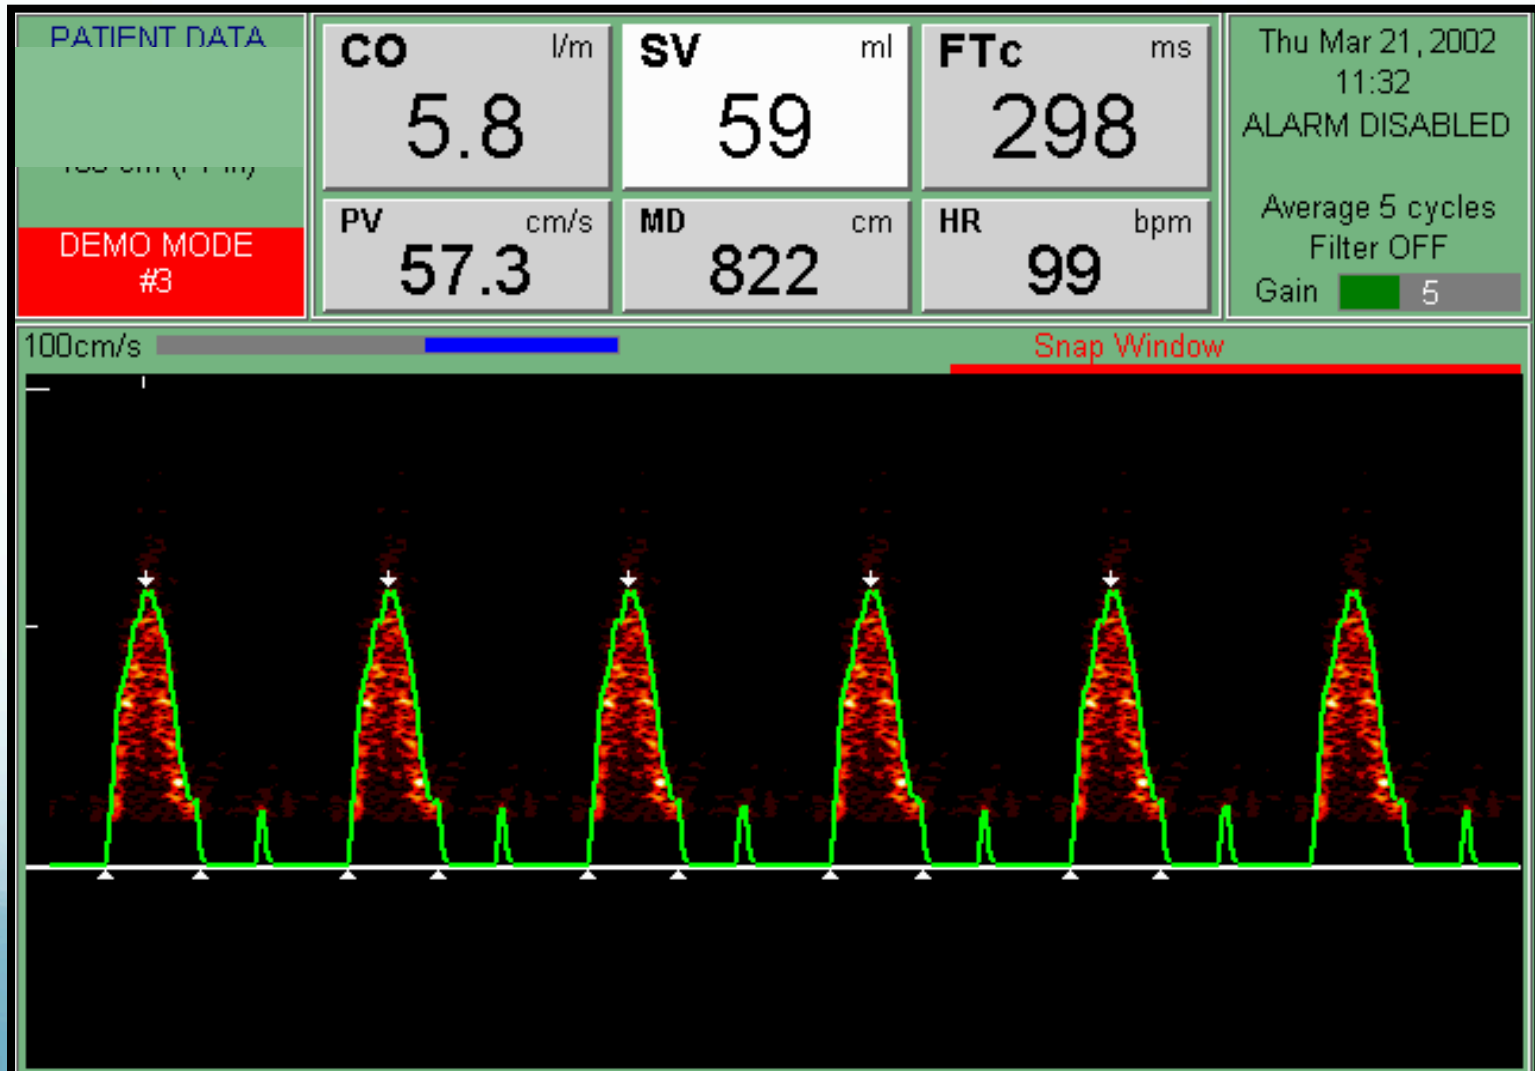 PATIENT DATA
DEMO MODE
#3
CO l/m
5.8
SV ml
59
FTc ms
298
PV cm/s
57.3
MD cm
822
HR bpm
99
Thu Mar 21, 2002
11:32
ALARM DISABLED
Average 5 cycles
Filter OFF
Gain 5
100cm/s
Snap Window